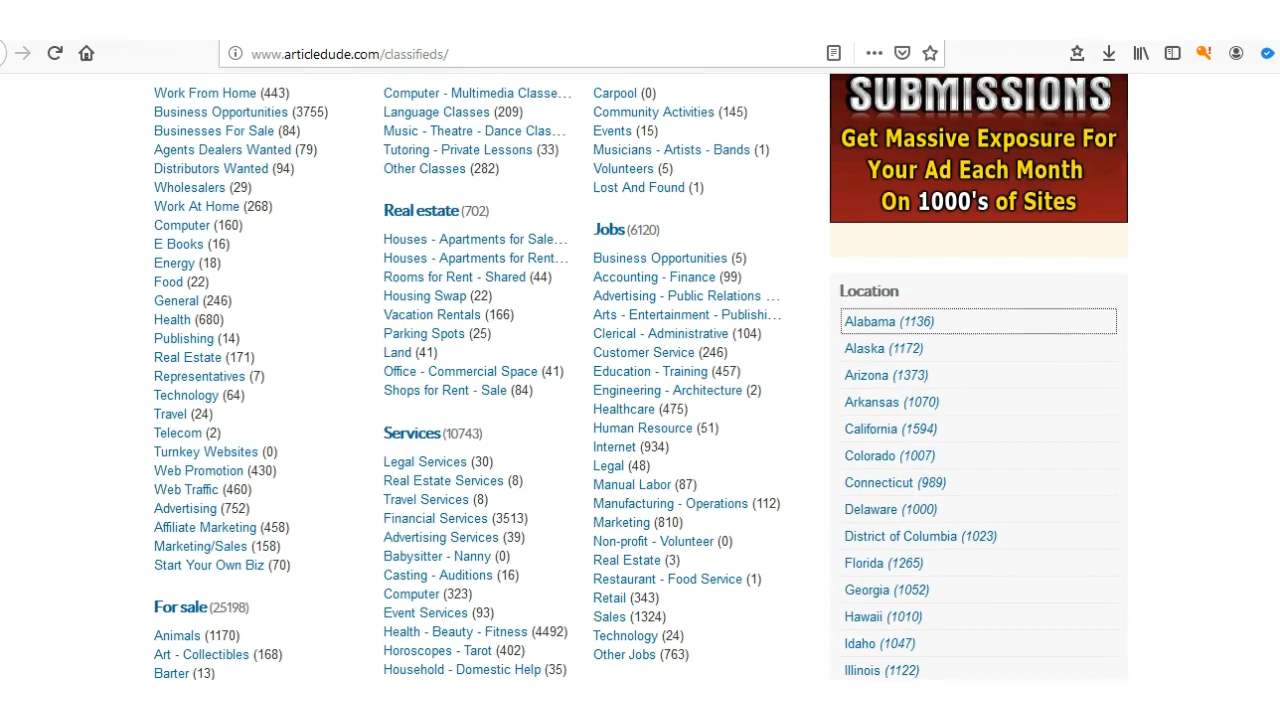 www.articledude.com/classifieds/
Work From Home (443)
Business Opportunities (3755)
Businesses For Sale (84)
Agents Dealers Wanted (79)
Distributors Wanted (94)
Wholesalers (29)
Work At Home (268)
Computer (160)
E Books (16)
Energy (18)
Food (22)
General (246)
Health (680)
Publishing (14)
Real Estate (171)
Representatives (7)
Technology (64)
Travel (24)
Telecom (2)
Turnkey Websites (0)
Web Promotion (430)
Web Traffic (460)
Advertising (752)
Affiliate Marketing (458)
Marketing/Sales (158)
Start Your Own Biz (70)
For sale (25198)
Animals (1170)
Art - Collectibles (168)
Barter (13)
Computer - Multimedia Classe...
Language Classes (209)
Music - Theatre - Dance Clas...
Tutoring - Private Lessons (33)
Other Classes (282)
Real estate (702)
Houses - Apartments for Sale...
Houses - Apartments for Rent...
Rooms for Rent - Shared (44)
Housing Swap (22)
Vacation Rentals (166)
Parking Spots (25)
Land (41)
Office - Commercial Space (41)
Shops for Rent - Sale (84)
Services (10743)
Legal Services (30)
Real Estate Services (8)
Travel Services (8)
Financial Services (3513)
Advertising Services (39)
Babysitter - Nanny (0)
Casting - Auditions (16)
Computer (323)
Event Services (93)
Health - Beauty - Fitness (4492)
Horoscopes - Tarot (402)
Household - Domestic Help (35)
Carpool (0)
Community Activities (145)
Events (15)
Musicians - Artists - Bands (1)
Volunteers (5)
Lost And Found (1)
Jobs (6120)
Business Opportunities (5)
Accounting - Finance (99)
Advertising - Public Relations ...
Arts - Entertainment - Publishi...
Clerical - Administrative (104)
Customer Service (246)
Education - Training (457)
Engineering - Architecture (2)
Healthcare (475)
Human Resource (51)
Internet (934)
Legal (48)
Manual Labor (87)
Manufacturing - Operations (112)
Marketing (810)
Non-profit - Volunteer (0)
Real Estate (3)
Restaurant - Food Service (1)
Retail (343)
Sales (1324)
Technology (24)
Other Jobs (763)
SUBMISSIONS
Get Massive Exposure For
Your Ad Each Month
On 1000's of Sites
Location
Alabama (1136)
Alaska (1172)
Arizona (1373)
Arkansas (1070)
California (1594)
Colorado (1007)
Connecticut (989)
Delaware (1000)
District of Columbia (1023)
Florida (1265)
Georgia (1052)
Hawaii (1010)
Idaho (1047)
Illinois (1122)